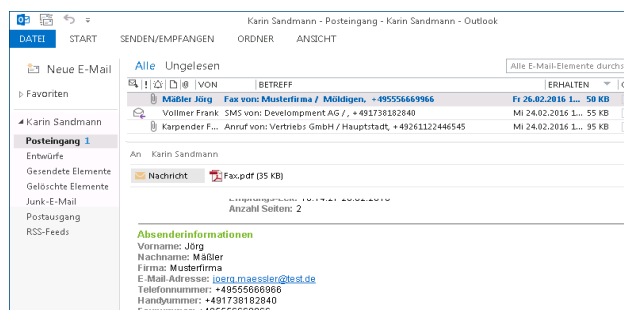 Karin Sandmann - Posteingang - Karin Sandmann - Outlook
DATEI START SENDEN/EMPFANGEN ORDNER ANSICHT
Neue E-Mail
Favoriten
Karin Sandmann
Posteingang 1
Entwürfe
Gesendete Elemente
Gelöschte Elemente
Junk-E-Mail
Postausgang
RSS-Feeds
Alle Ungelesen
Alle E-Mail-Elemente durchs
VON BETREFF ERHALTEN
Mäßler Jörg Fax von: Musterfirma / Möldigen, +495556669966 Fr 26.02.2016 1... 50 KB
Vollmer Frank SMS von: Development AG / , +491738182840 Mi 24.02.2016 1... 55 KB
Karpender F... Anruf von: Vertriebs GmbH / Hauptstadt, +49261122446545 Mi 24.02.2016 1... 95 KB
An Karin Sandmann
Nachricht Fax.pdf (35 KB)
Anzahl Seiten: 2
Absenderinformationen
Vorname: Jörg
Nachname: Mäßler
Firma: Musterfirma
E-Mail-Adresse: joerg.maessler@test.de
Telefonnummer: +49555666966
Handyummer: +491738182840